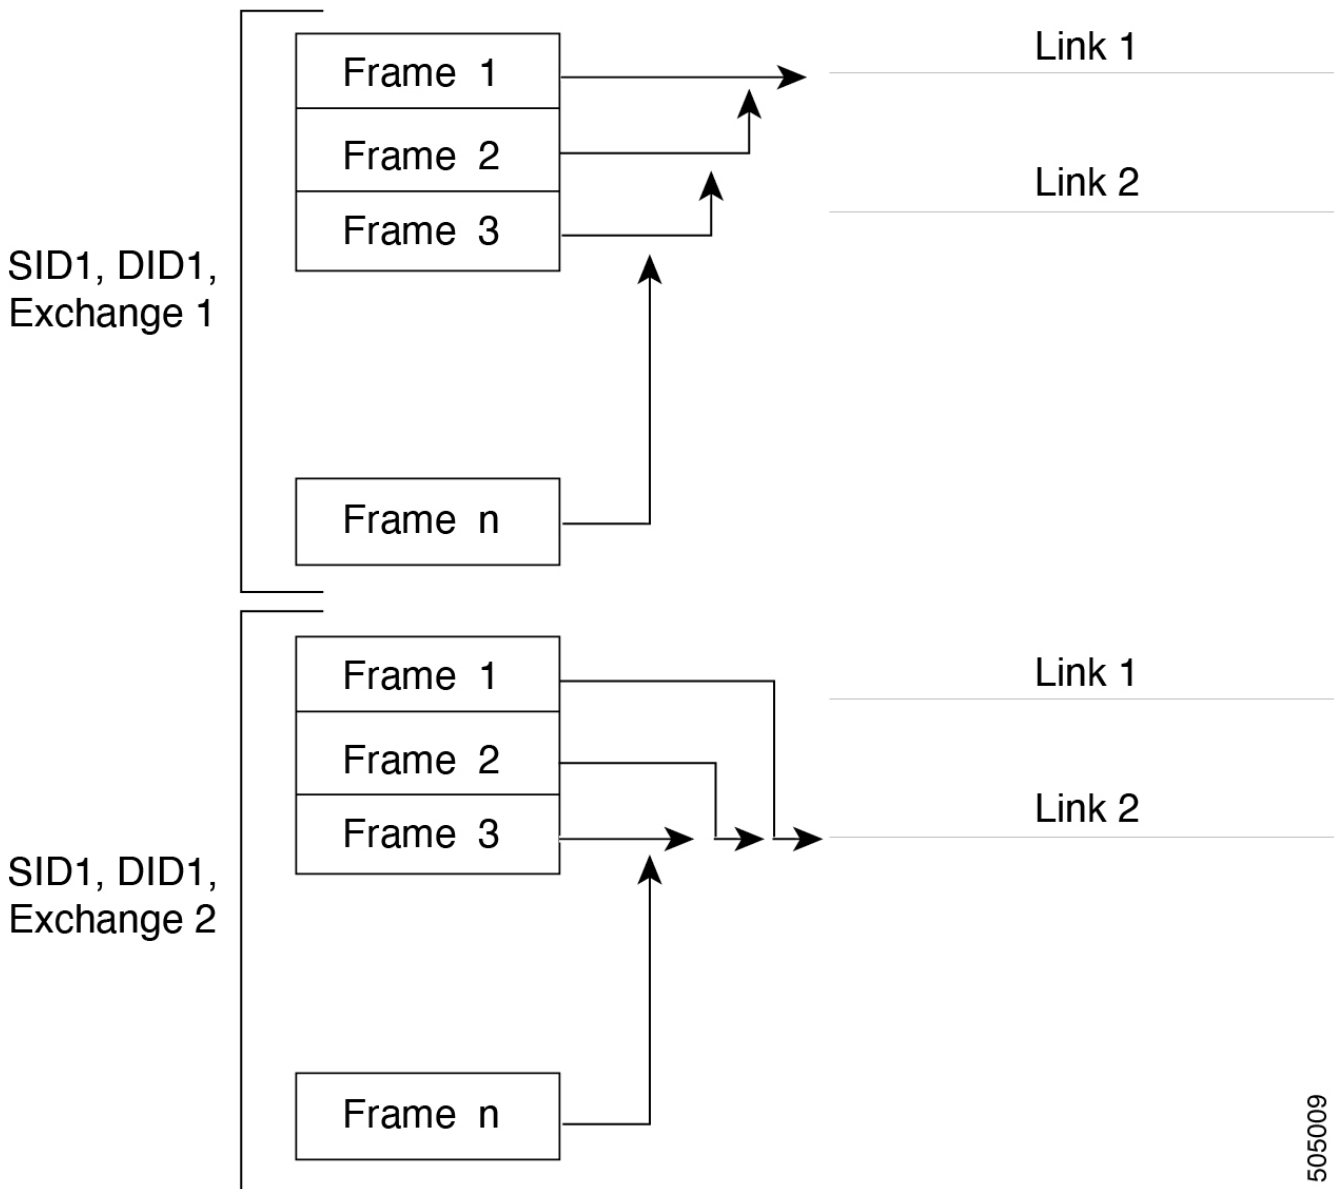 Frame 1
Frame 2
Frame 3
Frame n
SID1, DID1,
Exchange 1
Link 1
Link 2
Frame 1
Frame 2
Frame 3
Frame n
SID1, DID1,
Exchange 2
Link 1
Link 2
505009